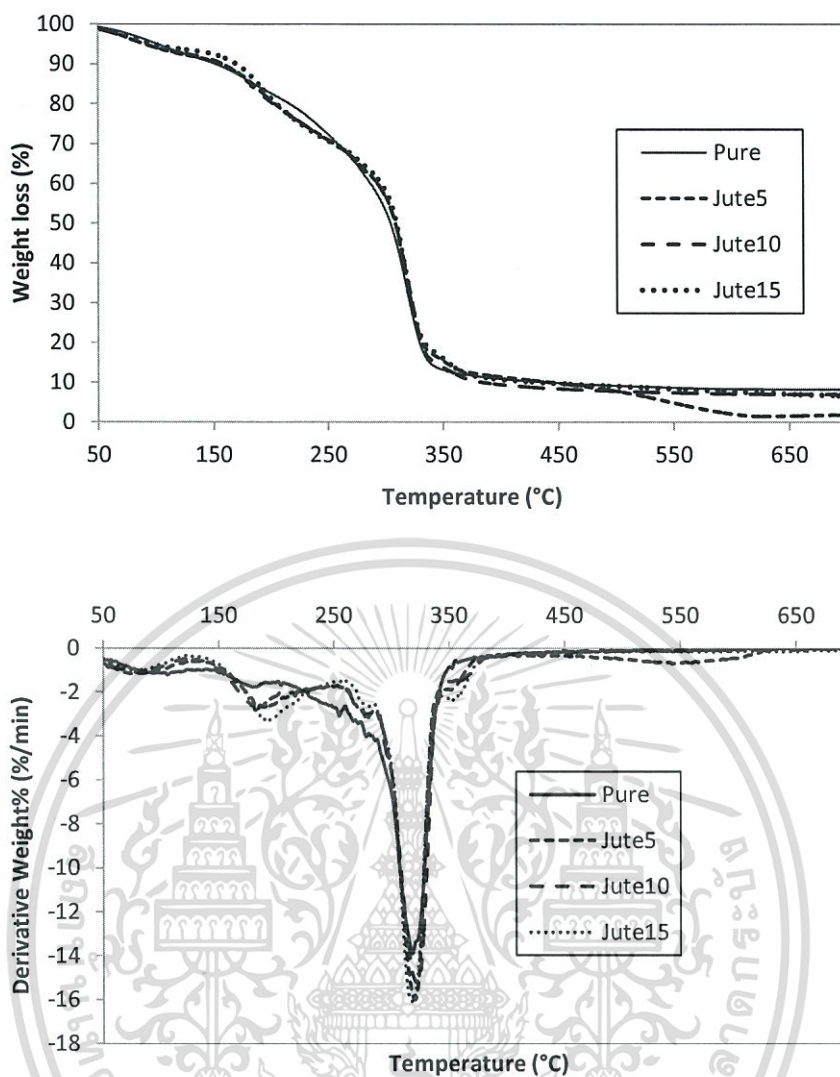 100
90
80
70
60
50
40
30
20
10
0
Weight loss (%)
Pure
Jute5
Jute10
Jute15
50 150 250 350 450 550 650
Temperature (°C)
50 150 250 350 450 550 650
0
-2
-4
-6
-8
-10
-12
-14
-16
-18
Derivative Weight% (%/min)
Pure
Jute5
Jute10
Jute15
Temperature (°C)